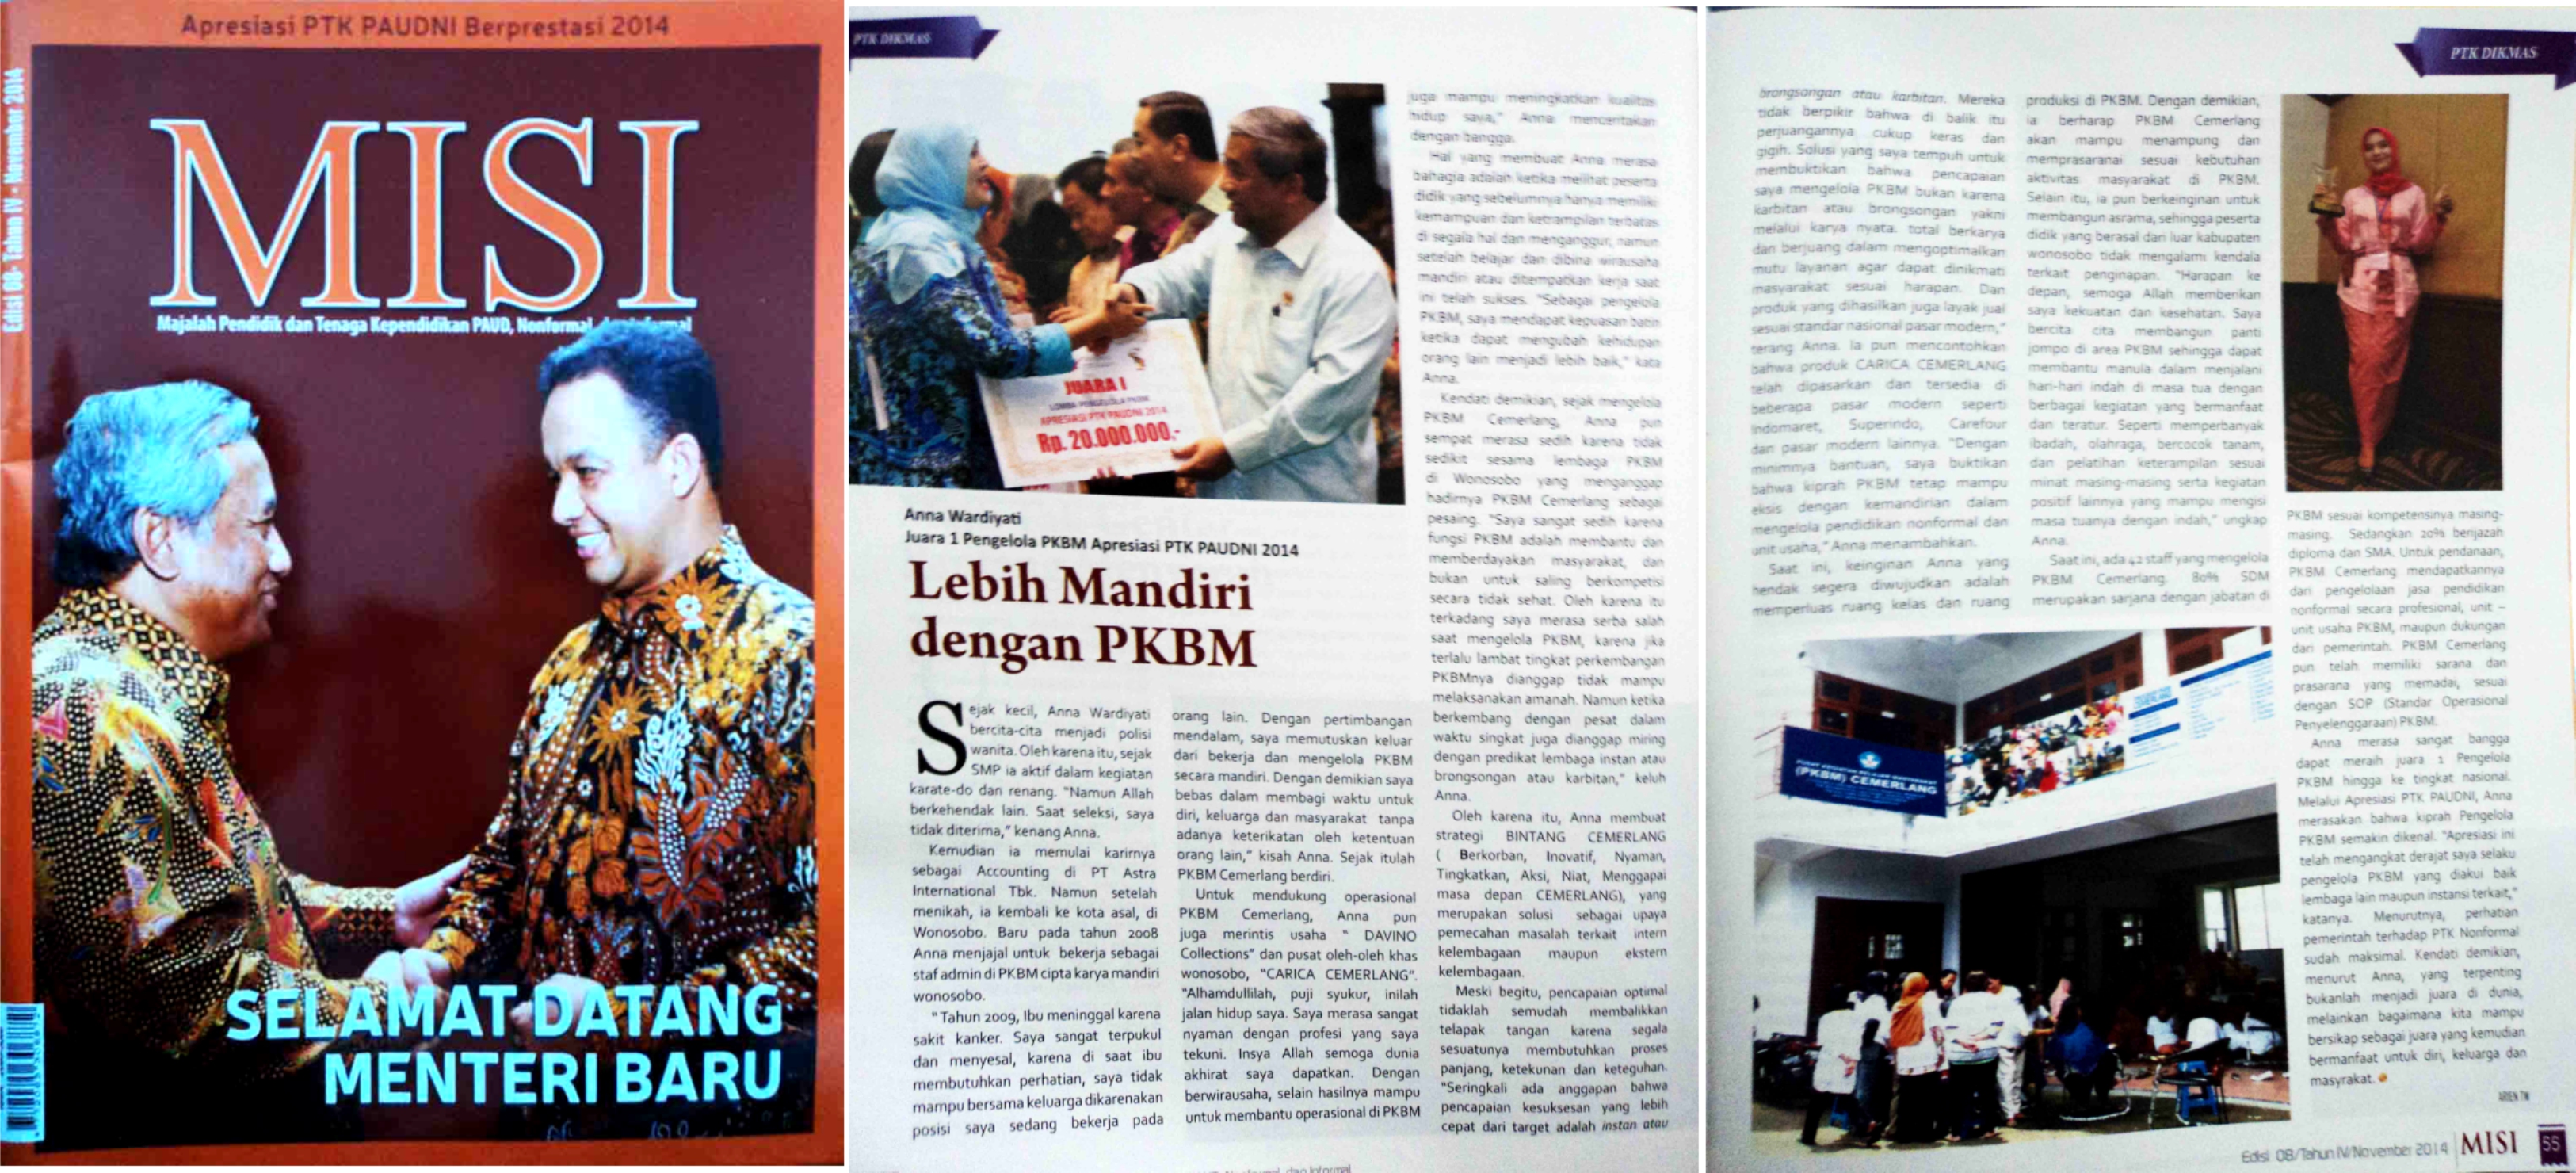 Apresiasi PTK PAUDNI Berprestasi 2014
Edisi 08- Tahun IV - November 2014
MISI
Majalah Pendidik dan Tenaga Kependidikan PAUD, Nonformal
SELAMAT DATANG
MENTERI BARU
PTK DIKMAS
JUARA I
LOMBA PENGELOLA PKBM
APRESIASI PTK PAUDNI 2014
Rp. 20.000.000,-
Anna Wardiyati
Juara 1 Pengelola PKBM Apresiasi PTK PAUDNI 2014
Lebih Mandiri
dengan PKBM
Sejak kecil, Anna Wardiyati
bercita-cita menjadi polisi
wanita. Oleh karena itu, sejak
SMP ia aktif dalam kegiatan
karate-do dan renang. "Namun Allah
berkehendak lain. Saat seleksi, saya
tidak diterima," kenang Anna.
Kemudian ia memulai karirnya
sebagai Accounting di PT Astra
International Tbk. Namun setelah
menikah, ia kembali ke kota asal, di
Wonosobo. Baru pada tahun 2008
Anna menjajal untuk bekerja sebagai
staf admin di PKBM cipta karya mandiri
wonosobo.
"Tahun 2009, Ibu meninggal karena
sakit kanker. Saya sangat terpukul
dan menyesal, karena di saat ibu
membutuhkan perhatian, saya tidak
mampu bersama keluarga dikarenakan
posisi saya sedang bekerja pada
orang lain. Dengan pertimbangan
mendalam, saya memutuskan keluar
dari bekerja dan mengelola PKBM
secara mandiri. Dengan demikian saya
bebas dalam membagi waktu untuk
diri, keluarga dan masyarakat tanpa
adanya keterikatan oleh ketentuan
orang lain," kisah Anna. Sejak itulah
PKBM Cemerlang berdiri.
Untuk mendukung operasional
PKBM Cemerlang, Anna pun
juga merintis usaha " DAVINO
Collections" dan pusat oleh-oleh khas
wonosobo, "CARICA CEMERLANG".
"Alhamdullilah, puji syukur, inilah
jalan hidup saya. Saya merasa sangat
nyaman dengan profesi yang saya
tekuni. Insya Allah semoga dunia
akhirat saya dapatkan. Dengan
berwirausaha, selain hasilnya mampu
untuk membantu operasional di PKBM
juga mampu meningkatkan kualitas
hidup saya," Anna menceritakan
dengan bangga.
Hal yang membuat Anna merasa
bahagia adalah ketika melihat peserta
didik yang sebelumnya hanya memiliki
kemampuan dan ketrampilan terbatas
di segala hal dan menganggur, namun
setelah belajar dan dibina wirausaha
mandiri atau ditempatkan kerja saat
ini telah sukses. "Sebagai pengelola
PKBM, saya mendapat kepuasan batin
ketika dapat mengubah kehidupan
orang lain menjadi lebih baik," kata
Anna.
Kendati demikian, sejak mengelola
PKBM Cemerlang, Anna pun
sempat merasa sedih karena tidak
sedikit sesama lembaga PKBM
di Wonosobo yang menganggap
hadirnya PKBM Cemerlang sebagai
pesaing. "Saya sangat sedih karena
fungsi PKBM adalah membantu dan
memberdayakan masyarakat, dan
bukan untuk saling berkompetisi
secara tidak sehat. Oleh karena itu
terkadang saya merasa serba salah
saat mengelola PKBM, karena jika
terlalu lambat tingkat perkembangan
PKBMnya dianggap tidak mampu
melaksanakan amanah. Namun ketika
berkembang dengan pesat dalam
waktu singkat juga dianggap miring
dengan predikat lembaga instan atau
brongsongan atau karbitan," keluh
Anna.
Oleh karena itu, Anna membuat
strategi BINTANG CEMERLANG
( Berkorban, Inovatif, Nyaman,
Tingkatkan, Aksi, Niat, Menggapai
masa depan CEMERLANG), yang
merupakan solusi sebagai upaya
pemecahan masalah terkait intern
kelembagaan maupun ekstern
kelembagaan.
Meski begitu, pencapaian optimal
tidaklah semudah membalikkan
telapak tangan karena segala
sesuatunya membutuhkan proses
panjang, ketekunan dan keteguhan.
"Seringkali ada anggapan bahwa
pencapaian kesuksesan yang lebih
cepat dari target adalah instan atau
PTK DIKMAS
brongsongan atau karbitan. Mereka
tidak berpikir bahwa di balik itu
perjuangannya cukup keras dan
gigih. Solusi yang saya tempuh untuk
membuktikan bahwa pencapaian
saya mengelola PKBM bukan karena
karbitan atau brongsongan yakni
melalui karya nyata. total berkarya
dan berjuang dalam mengoptimalkan
mutu layanan agar dapat dinikmati
masyarakat sesuai harapan. Dan
produk yang dihasilkan juga layak jual
sesuai standar nasional pasar modern,"
terang Anna. Ia pun mencontohkan
bahwa produk CARICA CEMERLANG
telah dipasarkan dan tersedia di
beberapa pasar modern seperti
Indomaret, Superindo, Carefour
dan pasar modern lainnya. "Dengan
minimnya bantuan, saya buktikan
bahwa kiprah PKBM tetap mampu
eksis dengan kemandirian dalam
mengelola pendidikan nonformal dan
unit usaha," Anna menambahkan.
Saat ini, keinginan Anna yang
hendak segera diwujudkan adalah
memperluas ruang kelas dan ruang
produksi di PKBM. Dengan demikian,
ia berharap PKBM Cemerlang
akan mampu menampung dan
memprasaranai sesuai kebutuhan
aktivitas masyarakat di PKBM.
Selain itu, ia pun berkeinginan untuk
membangun asrama, sehingga peserta
didik yang berasal dari luar kabupaten
wonosobo tidak mengalami kendala
terkait penginapan. "Harapan ke
depan, semoga Allah memberikan
saya kekuatan dan kesehatan. Saya
bercita cita membangun panti
jompo di area PKBM sehingga dapat
membantu manula dalam menjalani
hari-hari indah di masa tua dengan
berbagai kegiatan yang bermanfaat
dan teratur. Seperti memperbanyak
ibadah, olahraga, bercocok tanam,
dan pelatihan keterampilan sesuai
minat masing-masing serta kegiatan
positif lainnya yang mampu mengisi
masa tuanya dengan indah," ungkap
Anna.
Saat ini, ada 42 staff yang mengelola
PKBM Cemerlang. 80% SDM
merupakan sarjana dengan jabatan di
PKBM sesuai kompetensinya masing-
masing. Sedangkan 20% berijazah
diploma dan SMA. Untuk pendanaan,
PKBM Cemerlang mendapatkannya
dari pengelolaan jasa pendidikan
nonformal secara profesional, unit –
unit usaha PKBM, maupun dukungan
dari pemerintah. PKBM Cemerlang
pun telah memiliki sarana dan
prasarana yang memadai, sesuai
dengan SOP (Standar Operasional
Penyelenggaraan) PKBM.
Anna merasa sangat bangga
dapat meraih juara 1 Pengelola
PKBM hingga ke tingkat nasional.
Melalui Apresiasi PTK PAUDNI, Anna
merasakan bahwa kiprah Pengelola
PKBM semakin dikenal. "Apresiasi ini
telah mengangkat derajat saya selaku
pengelola PKBM yang diakui baik
lembaga lain maupun instansi terkait,"
katanya. Menurutnya, perhatian
pemerintah terhadap PTK Nonformal
sudah maksimal. Kendati demikian,
menurut Anna, yang terpenting
bukanlah menjadi juara di dunia,
melainkan bagaimana kita mampu
bersikap sebagai juara yang kemudian
bermanfaat untuk diri, keluarga dan
masyrakat.
ARIEN TW
PUSAT KEGIATAN BELAJAR MASYARAKAT
(PKBM) CEMERLANG
Edisi 08/Tahun IV/November 2014 MISI 55